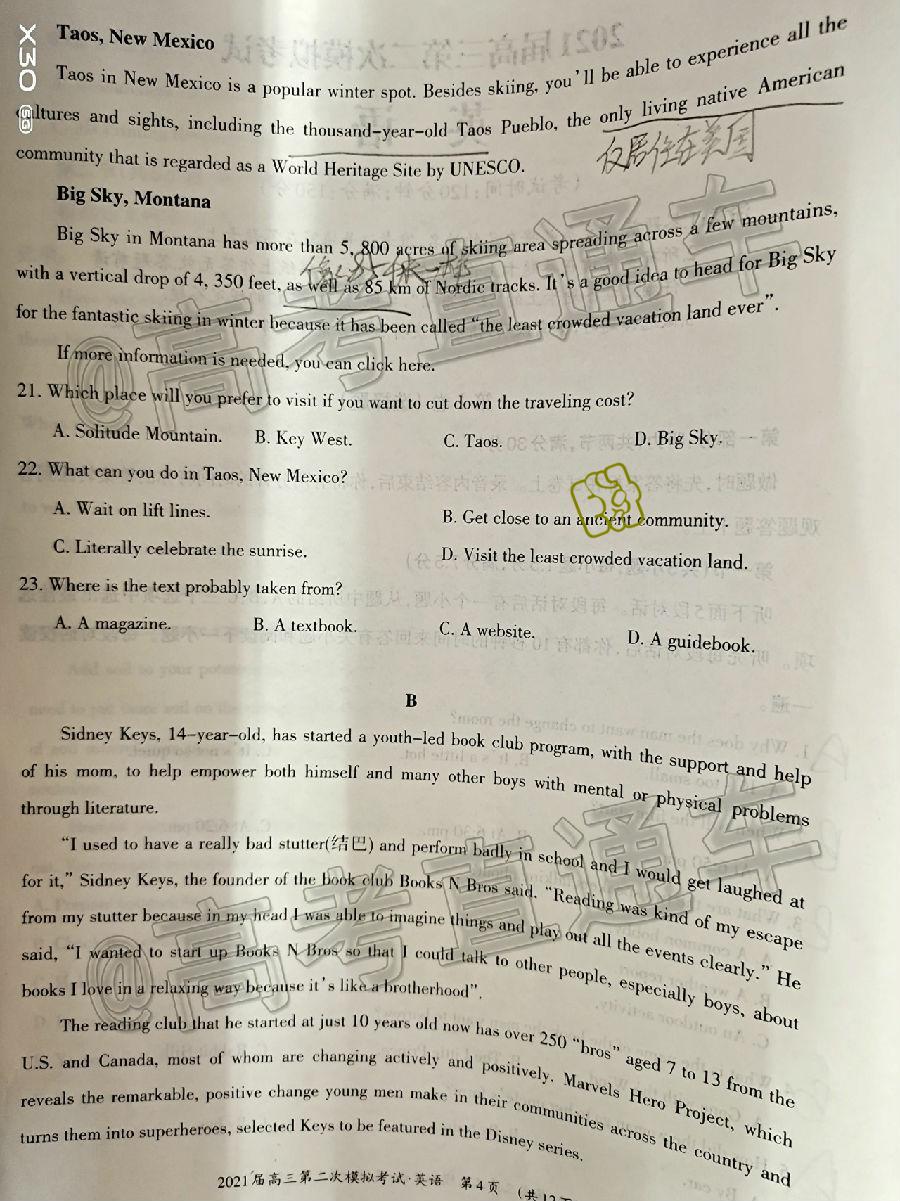 X30
Taos, New Mexico
Taos in New Mexico is a popular winter spot. Besides skiing, you'll be able to experience all the
cultures and sights, including the thousand-year-old Taos Pueblo, the only living native American
community that is regarded as a World Heritage Site by UNESCO.
仅居住在美国
Big Sky, Montana
Big Sky in Montana has more than 5, 800 acres of skiing area spreading across a few mountains,
with a vertical drop of 4, 350 feet, as well as 85 km of Nordic tracks. It's a good idea to head for Big Sky
for the fantastic skiing in winter because it has been called “the least crowded vacation land ever”.
If more information is needed, you can click here.
21. Which place will you prefer to visit if you want to cut down the traveling cost?
A. Solitude Mountain. B. Key West. C. Taos. D. Big Sky.
22. What can you do in Taos, New Mexico?
A. Wait on lift lines. B. Get close to an ancient community.
C. Literally celebrate the sunrise. D. Visit the least crowded vacation land.
23. Where is the text probably taken from?
A. A magazine. B. A textbook. C. A website. D. A guidebook.
B
Sidney Keys, 14-year-old, has started a youth-led book club program, with the support and help
of his mom, to help empower both himself and many other boys with mental or physical problems
through literature.
“I used to have a really bad stutter(结巴) and perform badly in school and I would get laughed at
for it,” Sidney Keys, the founder of the book club Books N Bros said. “Reading was kind of my escape
from my stutter because in my head I was able to imagine things and play out all the events clearly.” He
said, “I wanted to start up Books N Bros so that I could talk to other people, especially boys, about
books I love in a relaxing way because it's like a brotherhood”.
The reading club that he started at just 10 years old now has over 250 “bros” aged 7 to 13 from the
U.S. and Canada, most of whom are changing actively and positively. Marvels Hero Project, which
reveals the remarkable, positive change young men make in their communities across the country and
turns them into superheroes, selected Keys to be featured in the Disney series.
2021届高三第二次模拟考试·英语 第4页 (共12
@高考直通车
@高考直通车